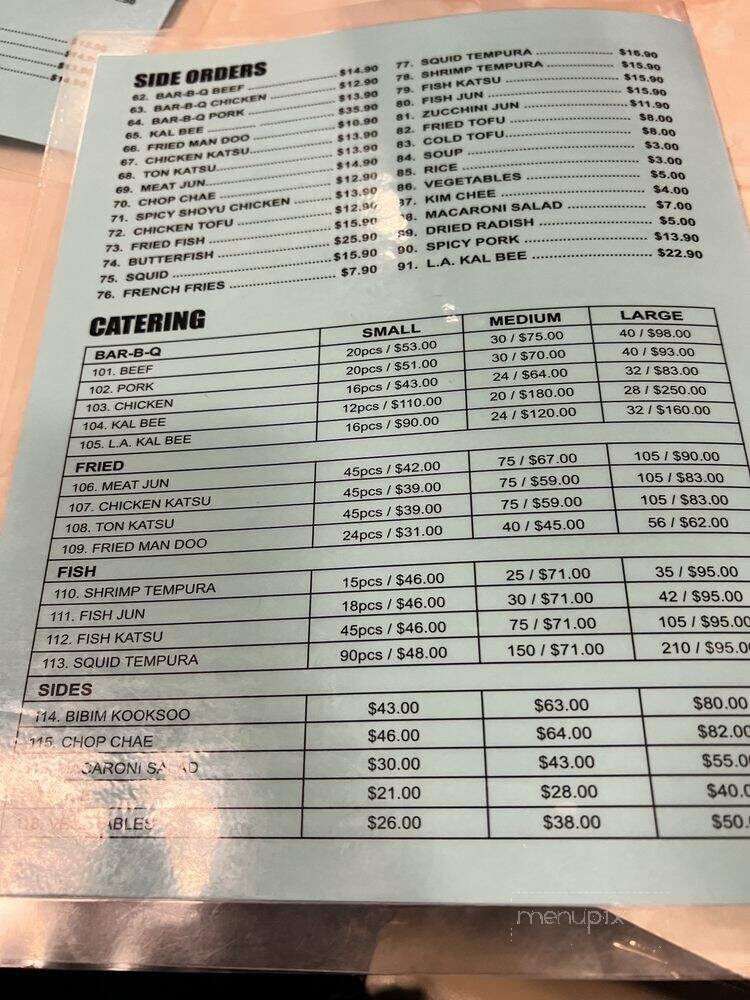 SIDE ORDERS
62. BAR-B-Q BEEF ........ $14.90
63. BAR-B-Q CHICKEN ........ $12.90
64. BAR-B-Q PORK ........ $13.90
65. KAL BEE ........ $35.90
66. FRIED MAN DOO ........ $10.90
67. CHICKEN KATSU........ $13.90
68. TON KATSU........ $13.90
69. MEAT JUN........ $14.90
70. CHOP CHAE ........ $12.90
71. SPICY SHOYU CHICKEN ........ $13.90
72. CHICKEN TOFU ........ $12.90
73. FRIED FISH ........ $15.90
74. BUTTERFISH ........ $25.90
75. SQUID ........ $15.90
76. FRENCH FRIES ........ $7.90
77. SQUID TEMPURA ........ $16.90
78. SHRIMP TEMPURA ........ $15.90
79. FISH KATSU ........ $15.90
80. FISH JUN ........ $15.90
81. ZUCCHINI JUN ........ $11.90
82. FRIED TOFU ........ $8.00
83. COLD TOFU........ $8.00
84. SOUP ........ $3.00
85. RICE ........ $3.00
86. VEGETABLES ........ $5.00
87. KIM CHEE ........ $4.00
88. MACARONI SALAD ........ $7.00
89. DRIED RADISH ........ $5.00
90. SPICY PORK ........ $13.90
91. L.A. KAL BEE ........ $22.90
CATERING
SMALL MEDIUM LARGE
BAR-B-Q
101. BEEF 20pcs / $53.00 30 / $75.00 40 / $98.00
102. PORK 20pcs / $51.00 30 / $70.00 40 / $93.00
103. CHICKEN 16pcs / $43.00 24 / $64.00 32 / $83.00
104. KAL BEE 12pcs / $110.00 20 / $180.00 28 / $250.00
105. L.A. KAL BEE 16pcs / $90.00 24 / $120.00 32 / $160.00
FRIED
106. MEAT JUN 45pcs / $42.00 75 / $67.00 105 / $90.00
107. CHICKEN KATSU 45pcs / $39.00 75 / $59.00 105 / $83.00
108. TON KATSU 45pcs / $39.00 75 / $59.00 105 / $83.00
109. FRIED MAN DOO 24pcs / $31.00 40 / $45.00 56 / $62.00
FISH
110. SHRIMP TEMPURA 15pcs / $46.00 25 / $71.00 35 / $95.00
111. FISH JUN 18pcs / $46.00 30 / $71.00 42 / $95.00
112. FISH KATSU 45pcs / $46.00 75 / $71.00 105 / $95.00
113. SQUID TEMPURA 90pcs / $48.00 150 / $71.00 210 / $95.0
SIDES
114. BIBIM KOOKSOO $43.00 $63.00 $80.00
115. CHOP CHAE $46.00 $64.00 $82.00
CARONI SA AD $30.00 $43.00 $55.0
$21.00 $28.00 $40.0
ABLES $26.00 $38.00 $50.
menupix